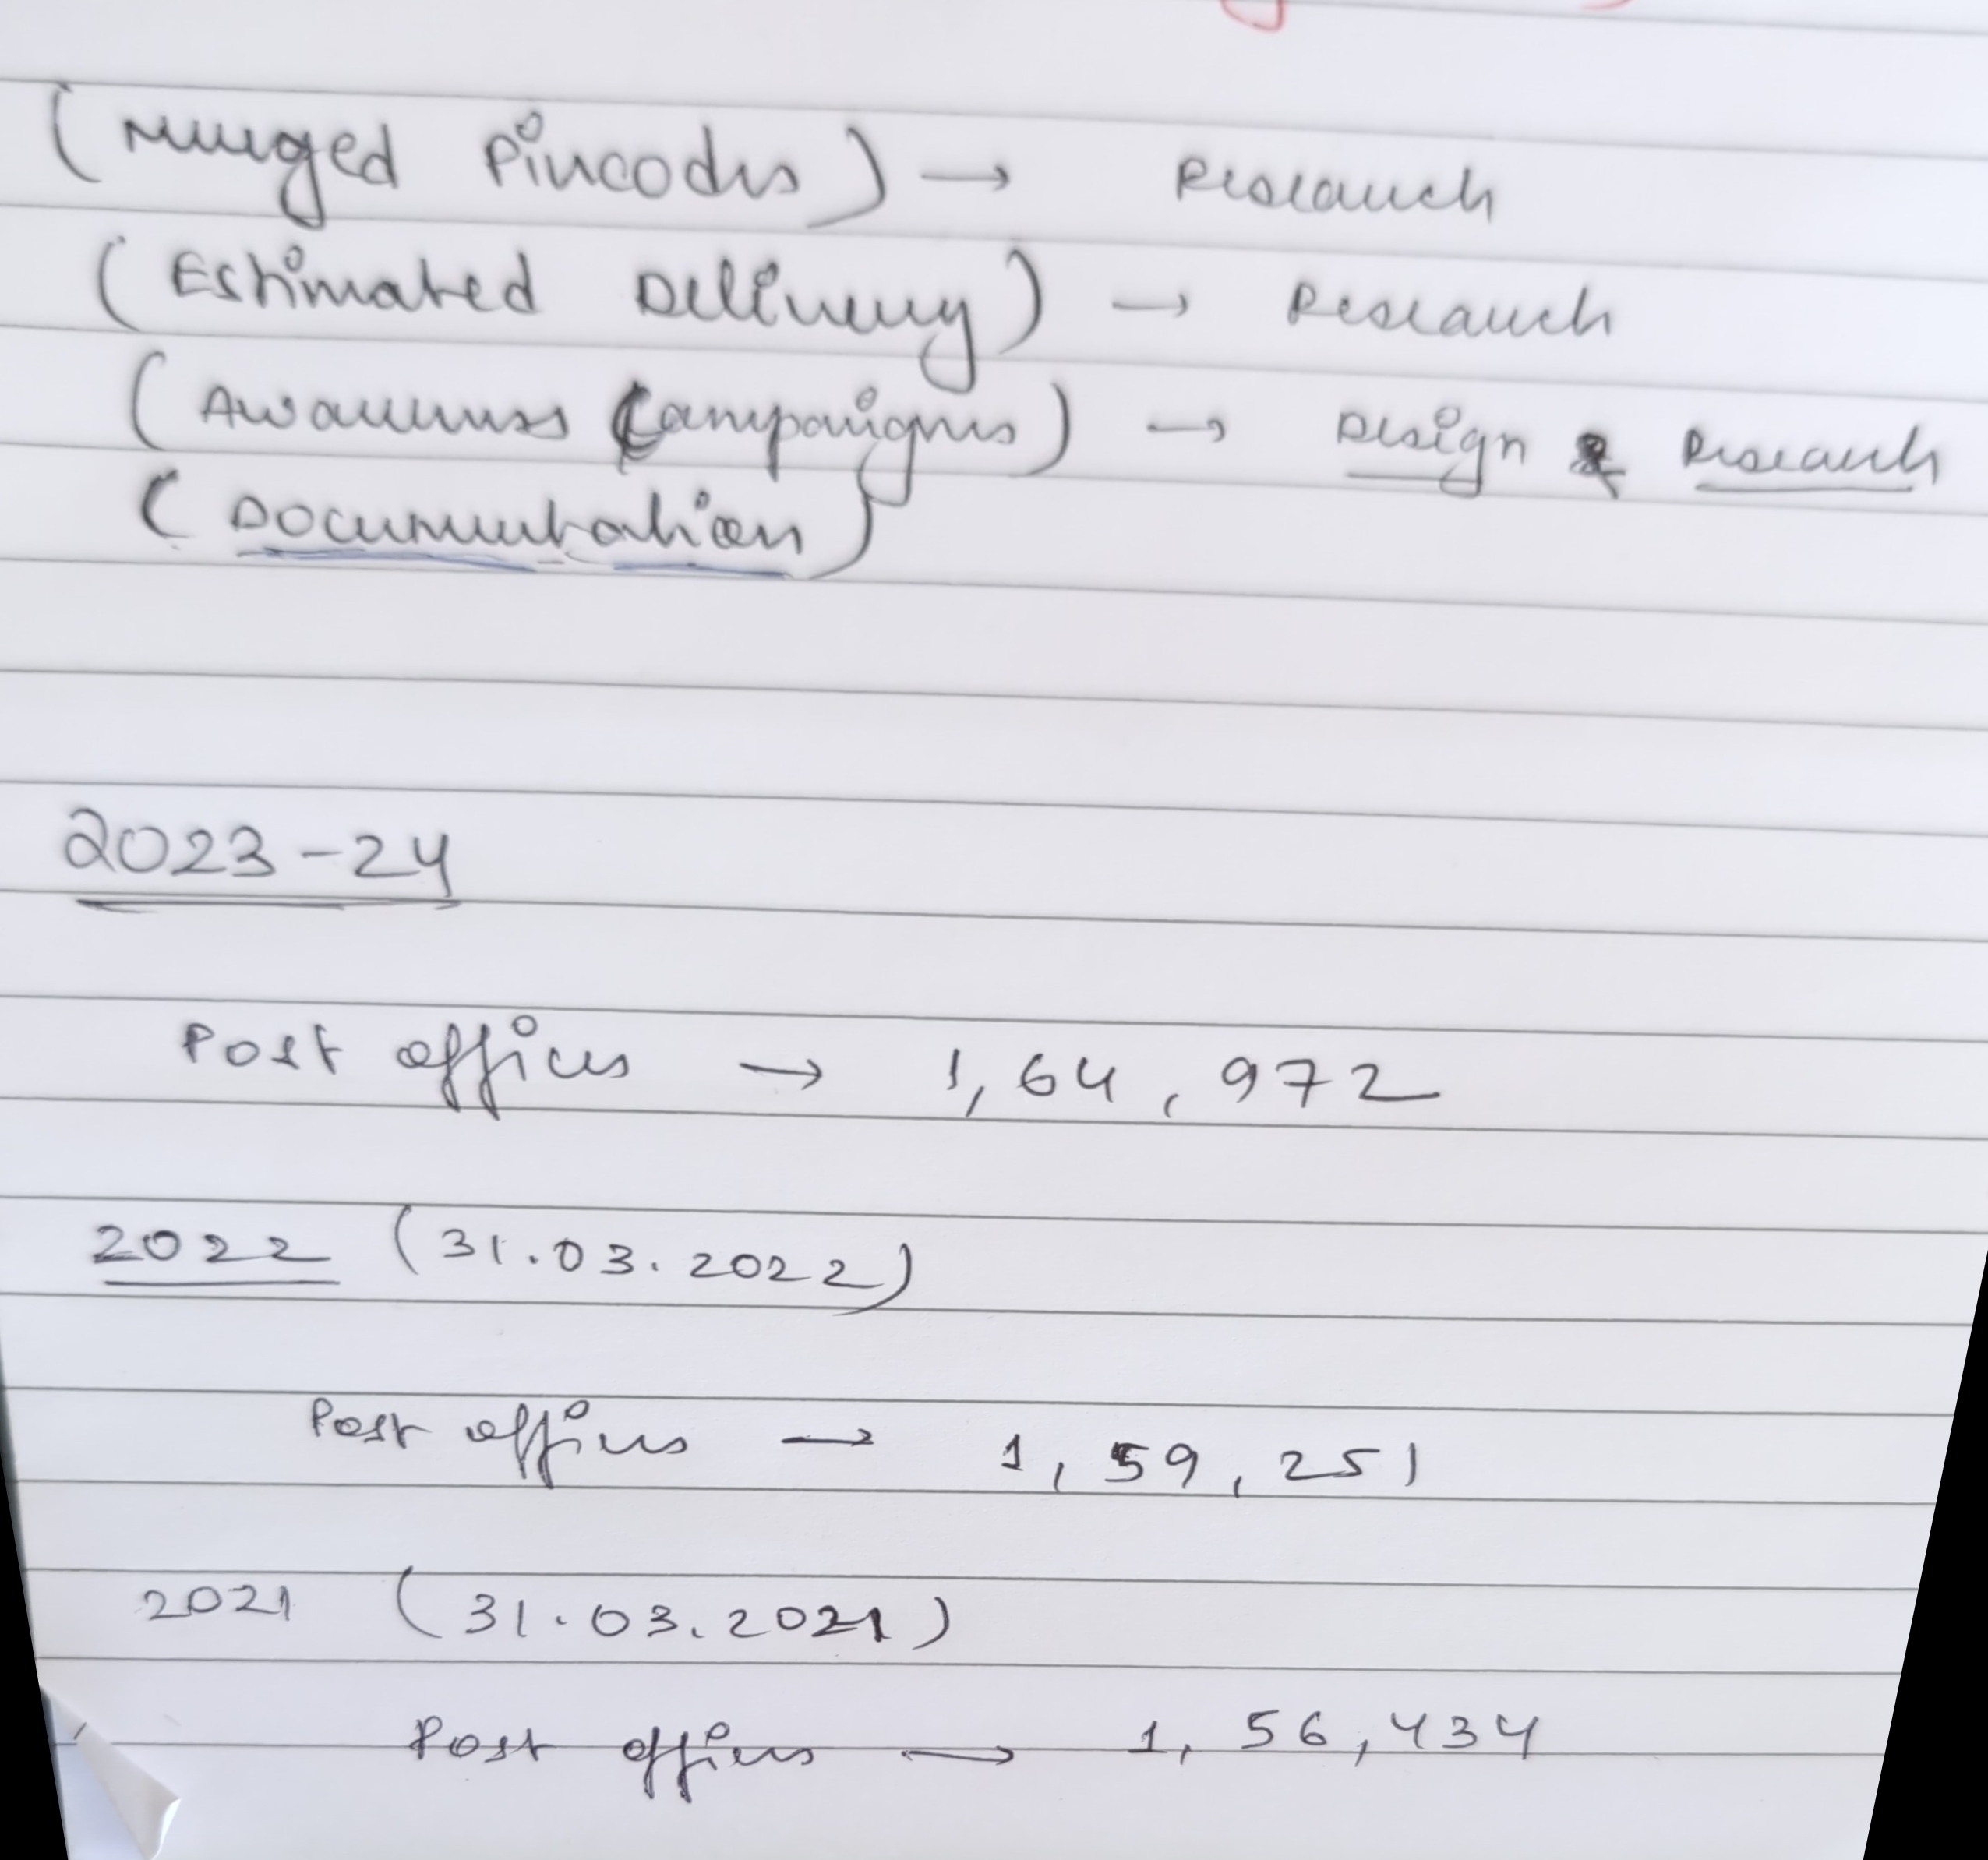 (Merged Pincodes) → Research
(Estimated Delivery) → Research
(Awareness Campaigns) → Design & Research
(Documentation)
2023-24
Post offices → 1,64,972
2022 (31.03.2022)
Post offices → 1,59,251
2021 (31.03.2021)
Post offices → 1,56,434